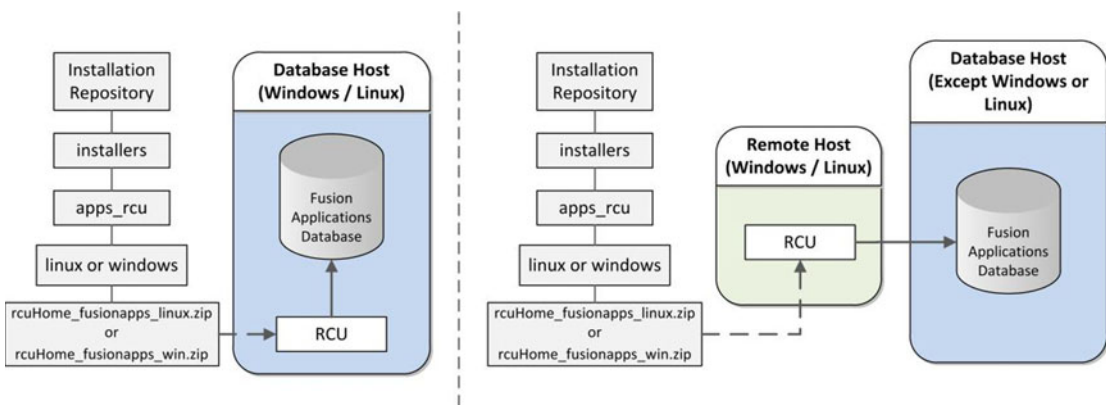 Installation
Repository
installers
apps_rcu
linux or windows
rcuHome_fusionapps_linux.zip
or
rcuHome_fusionapps_win.zip
Database Host
(Windows / Linux)
Fusion
Applications
Database
RCU
Installation
Repository
installers
apps_rcu
linux or windows
rcuHome_fusionapps_linux.zip
or
rcuHome_fusionapps_win.zip
Remote Host
(Windows / Linux)
RCU
Database Host
(Except Windows or
Linux)
Fusion
Applications
Database